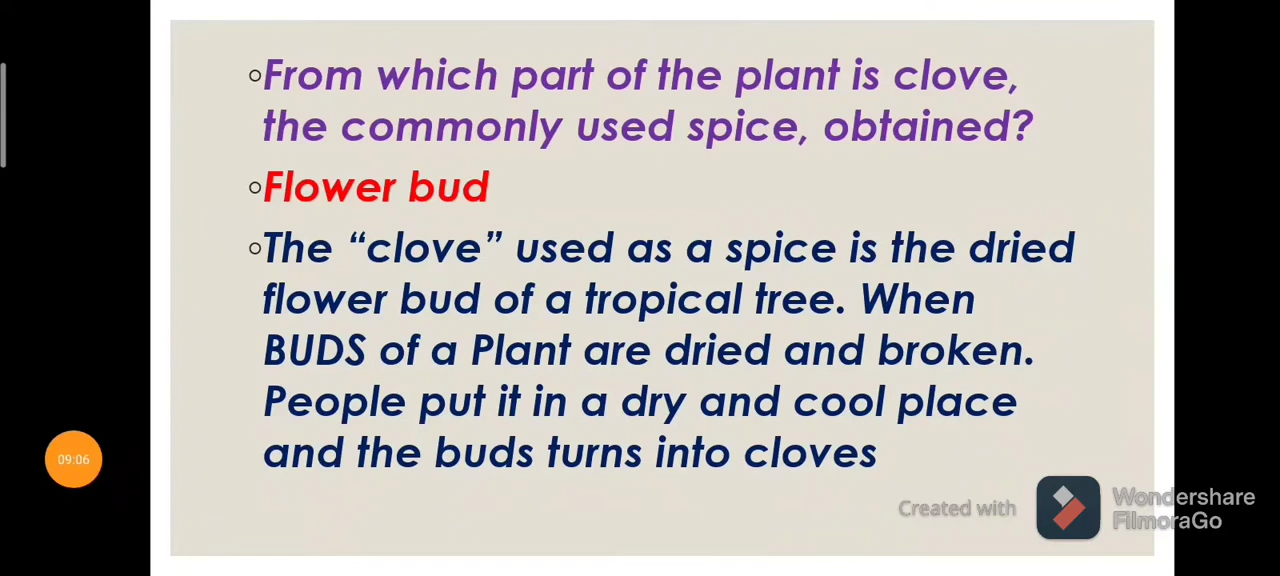 ◦From which part of the plant is clove,
the commonly used spice, obtained?
◦Flower bud
◦The “clove” used as a spice is the dried
flower bud of a tropical tree. When
BUDS of a Plant are dried and broken.
People put it in a dry and cool place
and the buds turns into cloves
09:06
Created with
Wondershare
FilmoraGo